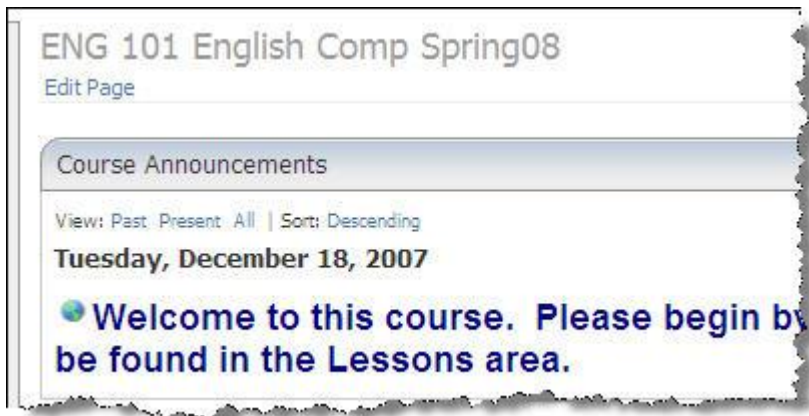 ENG 101 English Comp Spring08
Edit Page
Course Announcements
View: Past Present All | Sort: Descending
Tuesday, December 18, 2007
Welcome to this course. Please begin by
be found in the Lessons area.